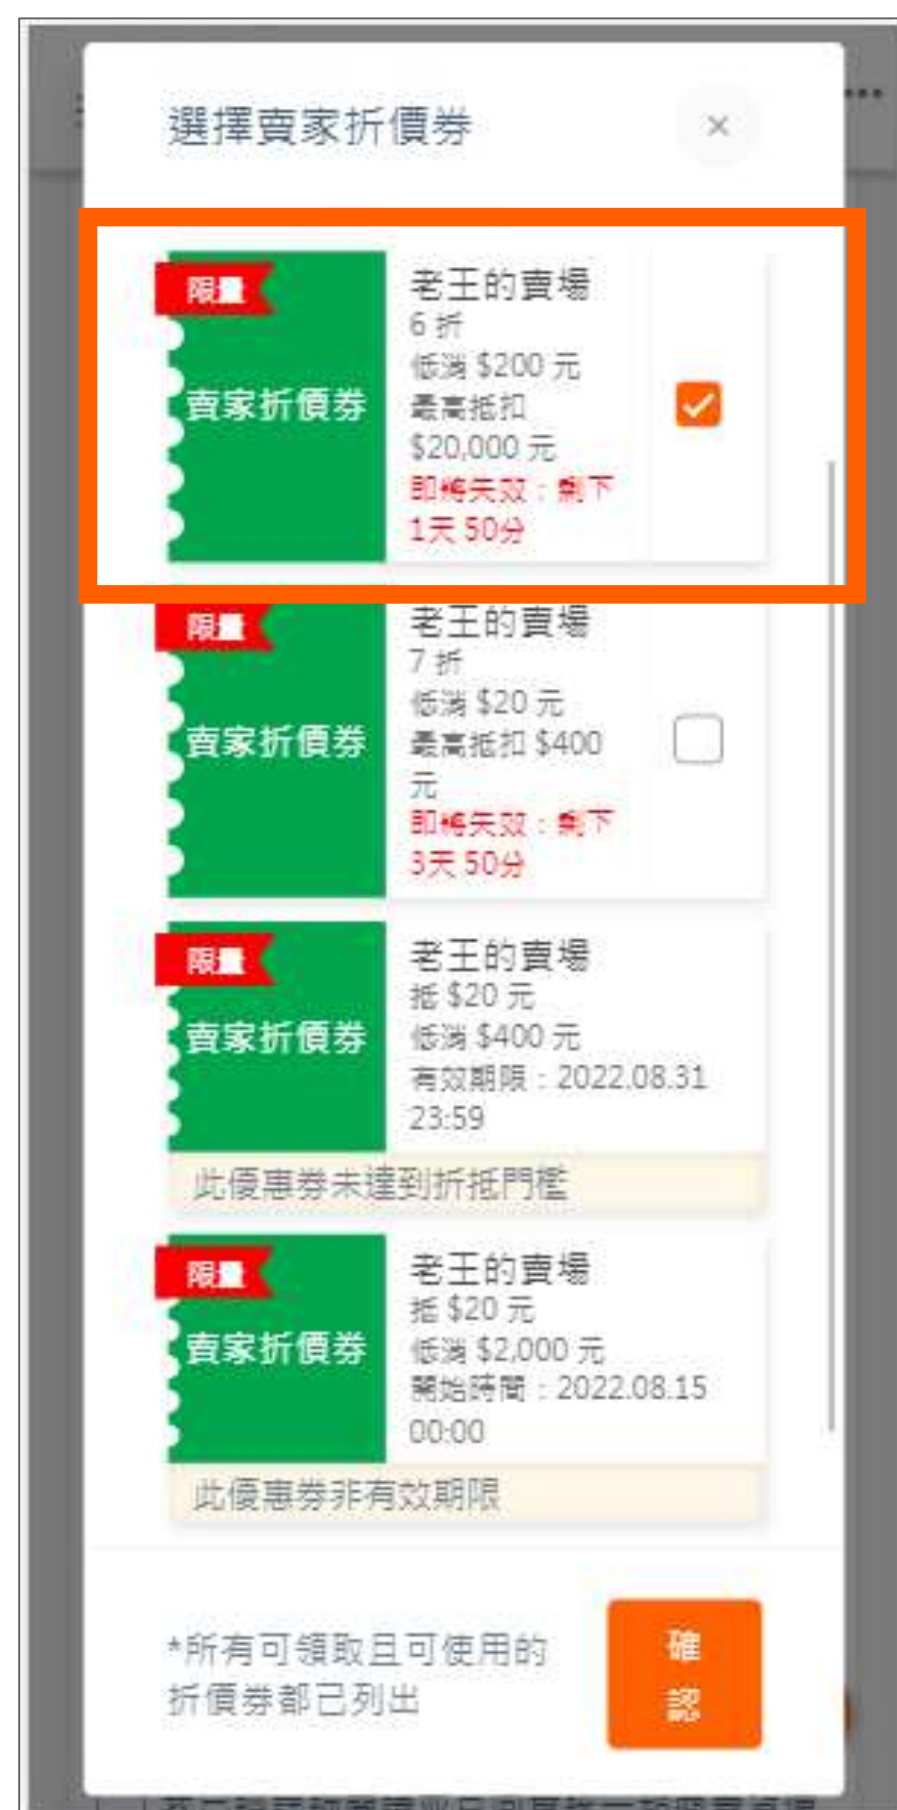 選擇賣家折價券
×
限量
賣家折價券
老王的賣場
6 折
低消 $200 元
最高抵扣
$20,000 元
即將失效：剩下
1天 50分
限量
賣家折價券
老王的賣場
7 折
低消 $20 元
最高抵扣 $400
元
即將失效：剩下
3天 50分
限量
賣家折價券
老王的賣場
抵 $20 元
低消 $400 元
有效期限：2022.08.31
23:59
此優惠券未達到折抵門檻
限量
賣家折價券
老王的賣場
抵 $20 元
低消 $2,000 元
開始時間：2022.08.15
00:00
此優惠券非有效期限
*所有可領取且可使用的
折價券都已列出
確
認